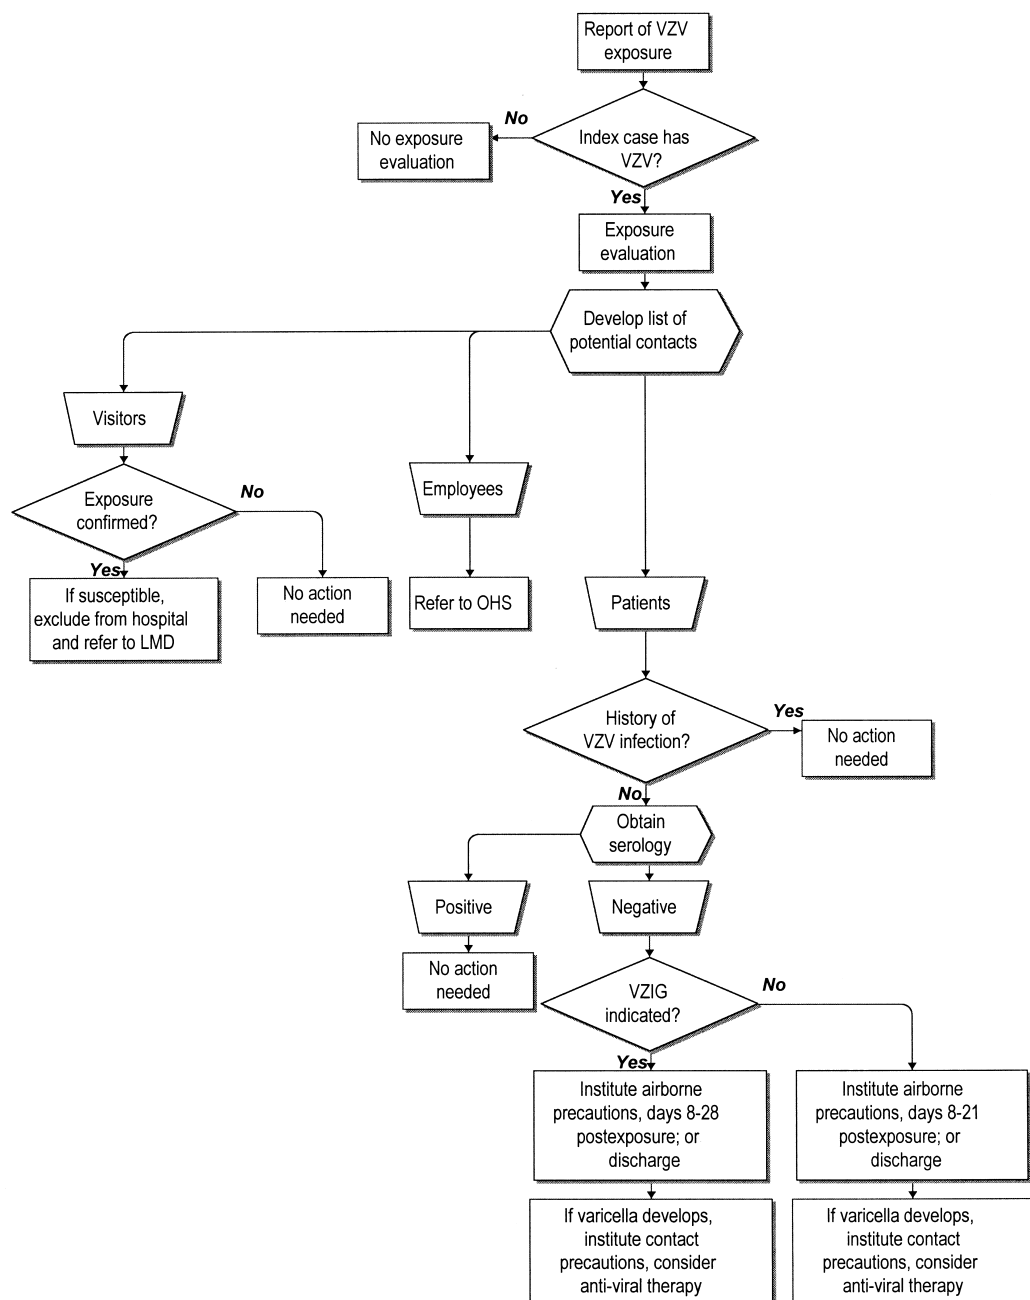 Report of VZV
exposure
No
Index case has
VZV?
No exposure
evaluation
Yes
Exposure
evaluation
Develop list of
potential contacts
Visitors
Exposure
confirmed?
No
Employees
Yes
If susceptible,
exclude from hospital
and refer to LMD
No action
needed
Refer to OHS
Patients
History of
VZV infection?
Yes
No action
needed
No
Obtain
serology
Positive
Negative
No action
needed
VZIG
indicated?
No
Yes
Institute airborne
precautions, days 8-28
postexposure; or
discharge
Institute airborne
precautions, days 8-21
postexposure; or
discharge
If varicella develops,
institute contact
precautions, consider
anti-viral therapy
If varicella develops,
institute contact
precautions, consider
anti-viral therapy